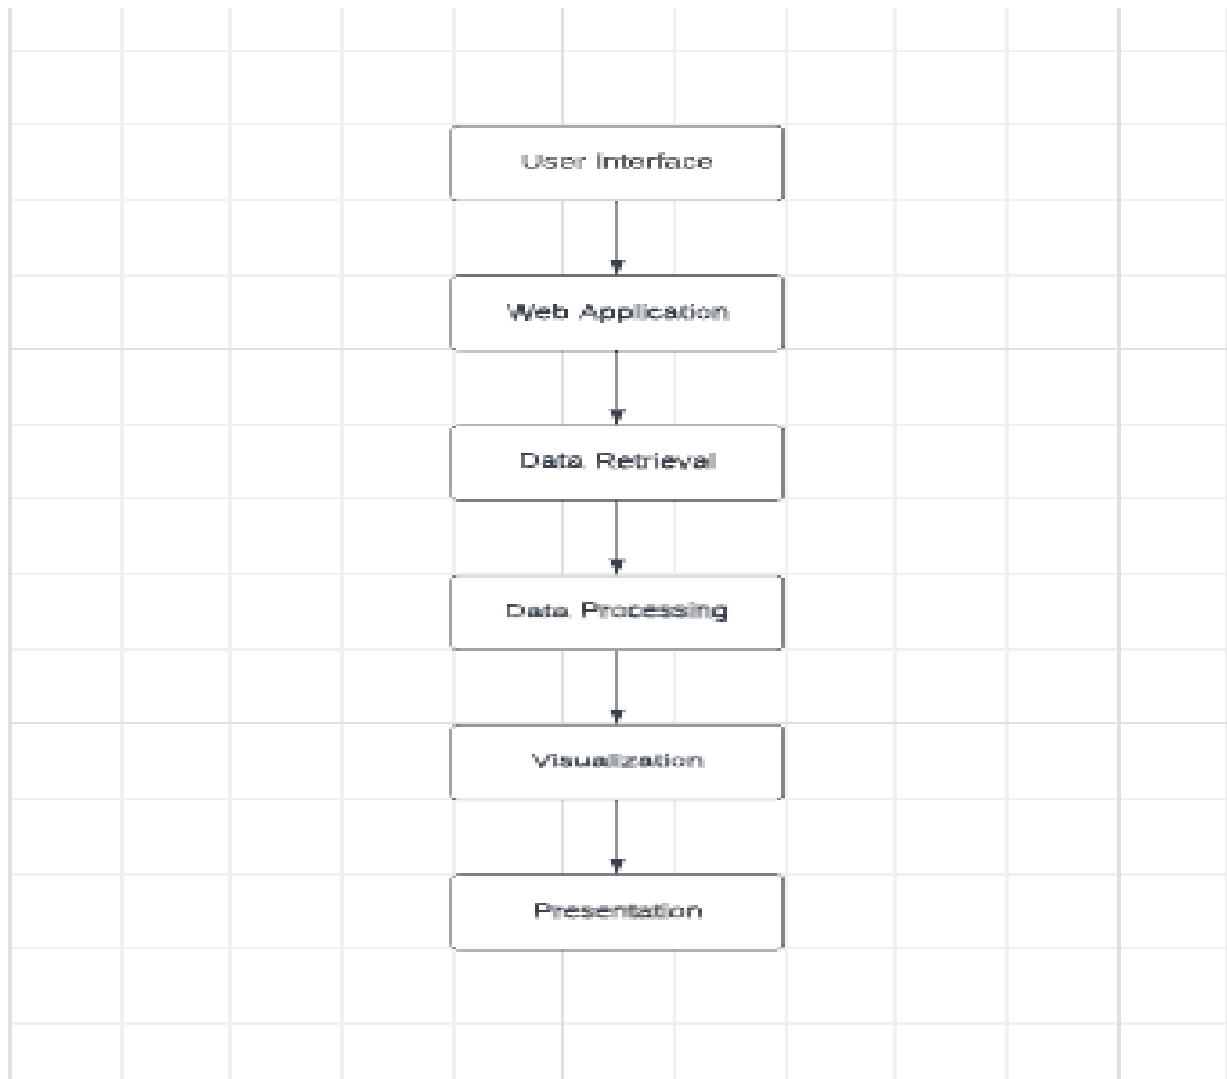 User Interface
Web Application
Data Retrieval
Data Processing
Visualization
Presentation